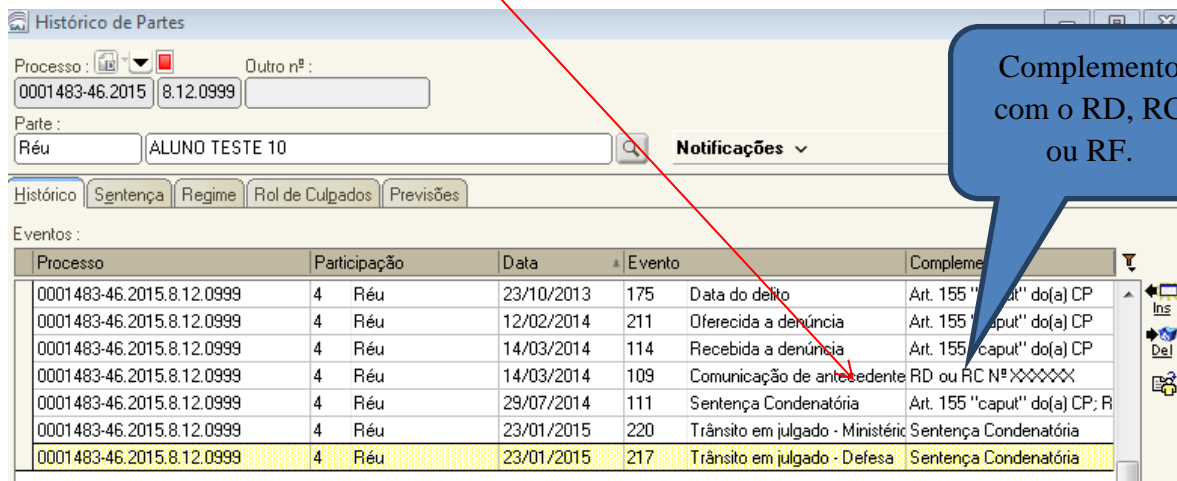 Histórico de Partes
Processo : Outro nº :
0001483-46.2015 8.12.0999
Parte :
Réu ALUNO TESTE 10 Notificações
Complemento
com o RD, RC
ou RF.
Histórico Sentença Regime Rol de Culpados Previsões
Eventos :
Processo Participação Data Evento Compleme
0001483-46.2015.8.12.0999 4 Réu 23/10/2013 175 Data do delito Art. 155 "caput" do(a) CP
0001483-46.2015.8.12.0999 4 Réu 12/02/2014 211 Oferecida a denúncia Art. 155 "caput" do(a) CP
0001483-46.2015.8.12.0999 4 Réu 14/03/2014 114 Recebida a denúncia Art. 155 "caput" do(a) CP
0001483-46.2015.8.12.0999 4 Réu 14/03/2014 109 Comunicação de antecedente RD ou RC Nº XXXXXX
0001483-46.2015.8.12.0999 4 Réu 29/07/2014 111 Sentença Condenatória Art. 155 "caput" do(a) CP; R
0001483-46.2015.8.12.0999 4 Réu 23/01/2015 220 Trânsito em julgado - Ministéric Sentença Condenatória
0001483-46.2015.8.12.0999 4 Réu 23/01/2015 217 Trânsito em julgado - Defesa Sentença Condenatória
Ins
Del